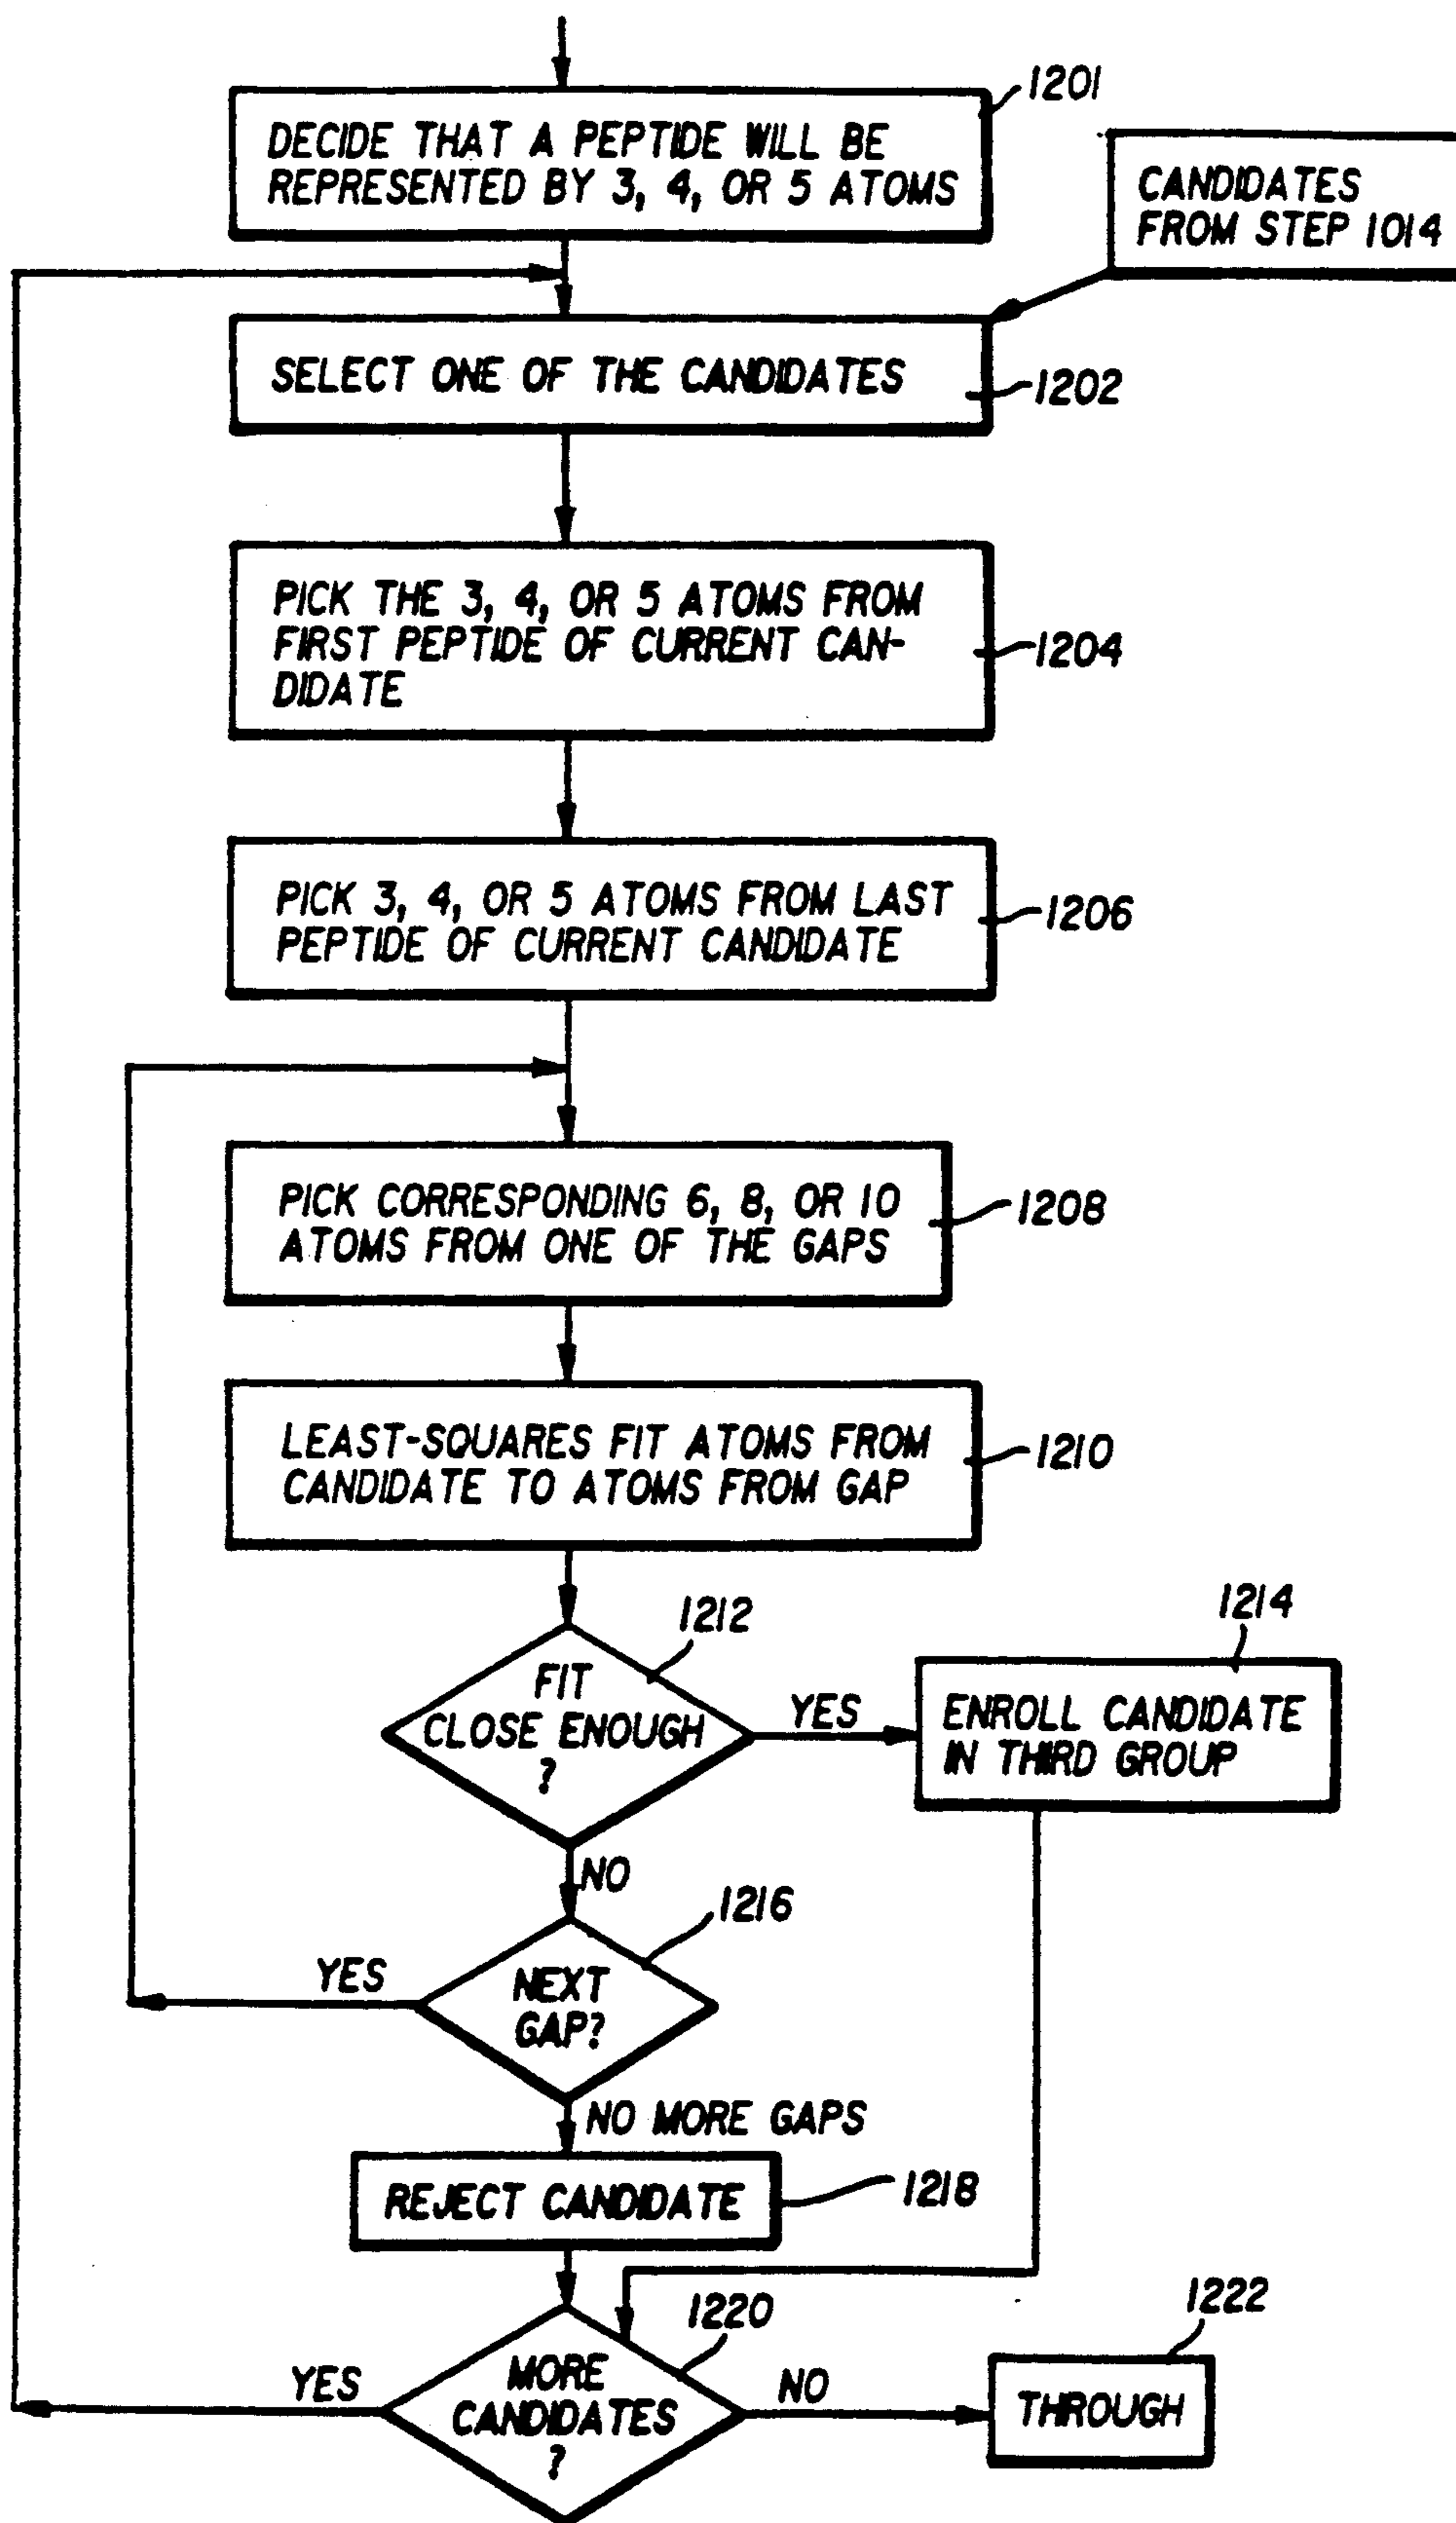 1201
DECIDE THAT A PEPTIDE WILL BE
REPRESENTED BY 3, 4, OR 5 ATOMS
CANDIDATES
FROM STEP 1014
SELECT ONE OF THE CANDIDATES
1202
PICK THE 3, 4, OR 5 ATOMS FROM
FIRST PEPTIDE OF CURRENT CAN-
DIDATE
1204
PICK 3, 4, OR 5 ATOMS FROM LAST
PEPTIDE OF CURRENT CANDIDATE
1206
PICK CORRESPONDING 6, 8, OR 10
ATOMS FROM ONE OF THE GAPS
1208
LEAST-SQUARES FIT ATOMS FROM
CANDIDATE TO ATOMS FROM GAP
1210
1212
FIT
CLOSE ENOUGH
?
YES
1214
ENROLL CANDIDATE
IN THIRD GROUP
NO
1216
NEXT
GAP?
YES
NO MORE GAPS
REJECT CANDIDATE
1218
1220
MORE
CANDIDATES
?
YES
NO
1222
THROUGH